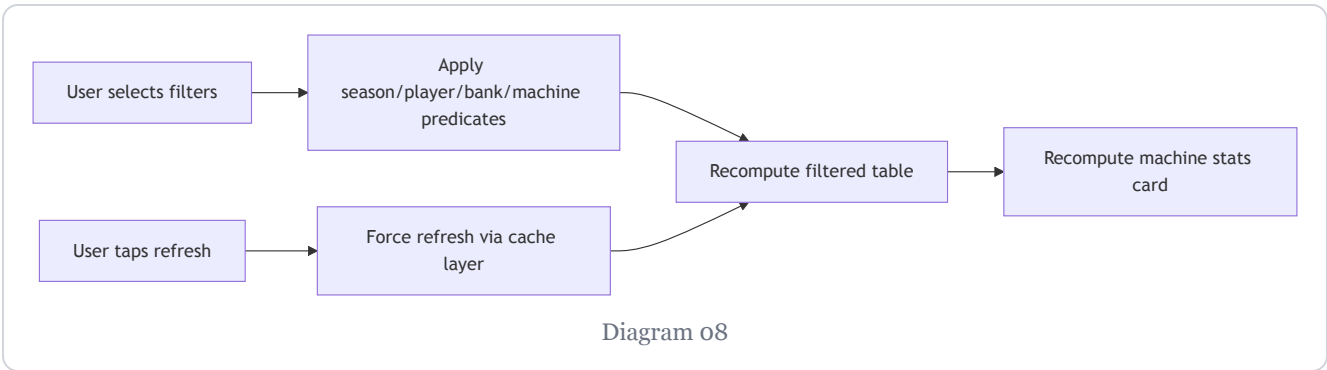 User selects filters
Apply
season/player/bank/machine
predicates
User taps refresh
Force refresh via cache
layer
Recompute filtered table
Recompute machine stats
card
Diagram 08